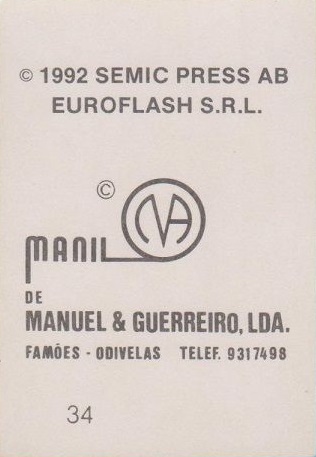 © 1992 SEMIC PRESS AB
EUROFLASH S.R.L.
©
MANIL
DE
MANUEL & GUERREIRO, LDA.
FAMÕES - ODIVELAS TELEF. 9317498
34